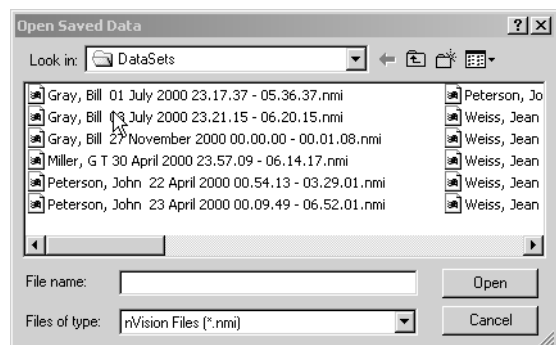 Open Saved Data
Look in: DataSets
Gray, Bill 01 July 2000 23.17.37 - 05.36.37.nmi
Gray, Bill July 2000 23.21.15 - 06.20.15.nmi
Gray, Bill 27 November 2000 00.00.00 - 00.01.08.nmi
Miller, G T 30 April 2000 23.57.09 - 06.14.17.nmi
Peterson, John 22 April 2000 00.54.13 - 03.29.01.nmi
Peterson, John 23 April 2000 00.09.49 - 06.52.01.nmi
Peterson, Jo
Weiss, Jean
Weiss, Jean
Weiss, Jean
Weiss, Jean
Weiss, Jean
File name:
Open
Files of type: nVision Files (*.nmi)
Cancel